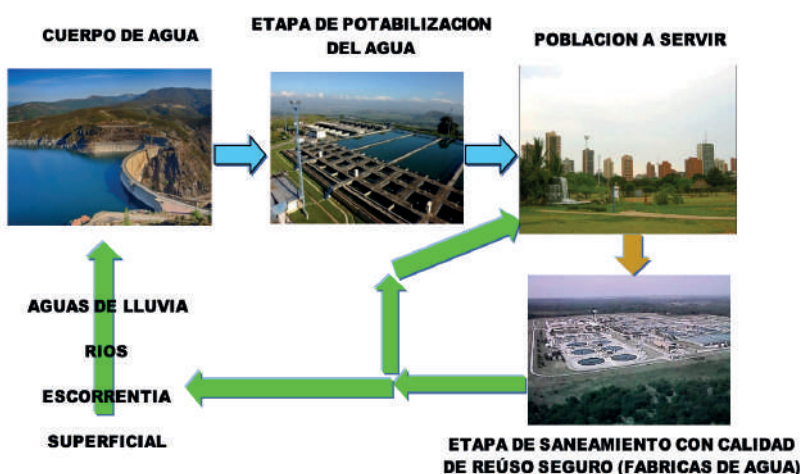 CUERPO DE AGUA
ETAPA DE POTABILIZACION
DEL AGUA
POBLACION A SERVIR
AGUAS DE LLUVIA
RIOS
ESCORRENTIA
SUPERFICIAL
ETAPA DE SANEAMIENTO CON CALIDAD
DE REÚSO SEGURO (FABRICAS DE AGUA)